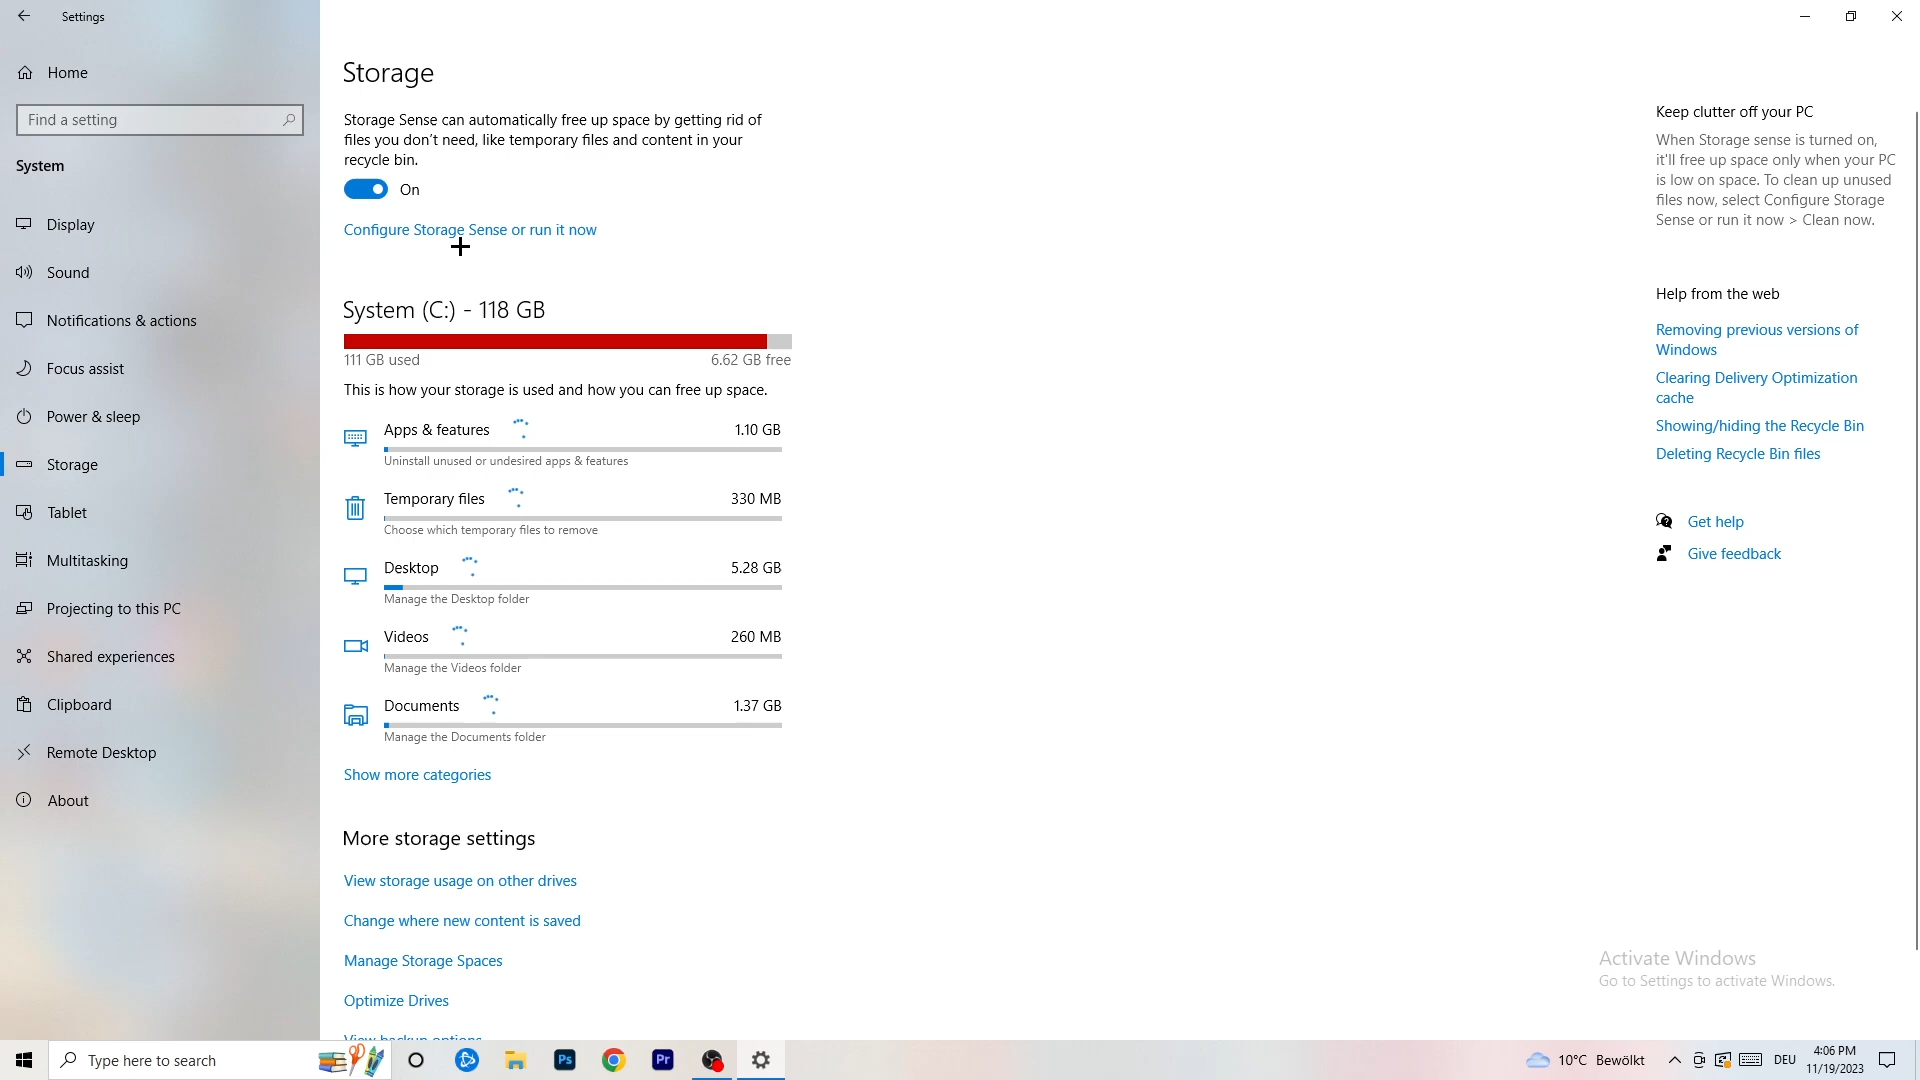 Settings
Home
Find a setting
System
Display
Sound
Notifications & actions
Focus assist
Power & sleep
Storage
Tablet
Multitasking
Projecting to this PC
Shared experiences
Clipboard
Remote Desktop
About
Storage
Storage Sense can automatically free up space by getting rid of
files you don't need, like temporary files and content in your
recycle bin.
On
Configure Storage Sense or run it now
System (C:) - 118 GB
111 GB used
6.62 GB free
This is how your storage is used and how you can free up space.
Apps & features
1.10 GB
Uninstall unused or undesired apps & features
Temporary files
330 MB
Choose which temporary files to remove
Desktop
5.28 GB
Manage the Desktop folder
Videos
260 MB
Manage the Videos folder
Documents
1.37 GB
Manage the Documents folder
Show more categories
More storage settings
View storage usage on other drives
Change where new content is saved
Manage Storage Spaces
Optimize Drives
View backup options
Keep clutter off your PC
When Storage sense is turned on,
it'll free up space only when your PC
is low on space. To clean up unused
files now, select Configure Storage
Sense or run it now > Clean now.
Help from the web
Removing previous versions of
Windows
Clearing Delivery Optimization
cache
Showing/hiding the Recycle Bin
Deleting Recycle Bin files
Get help
Give feedback
Activate Windows
Go to Settings to activate Windows.
Type here to search
Ps
Pr
10°C Bewölkt
DEU
4:06 PM
11/19/2023